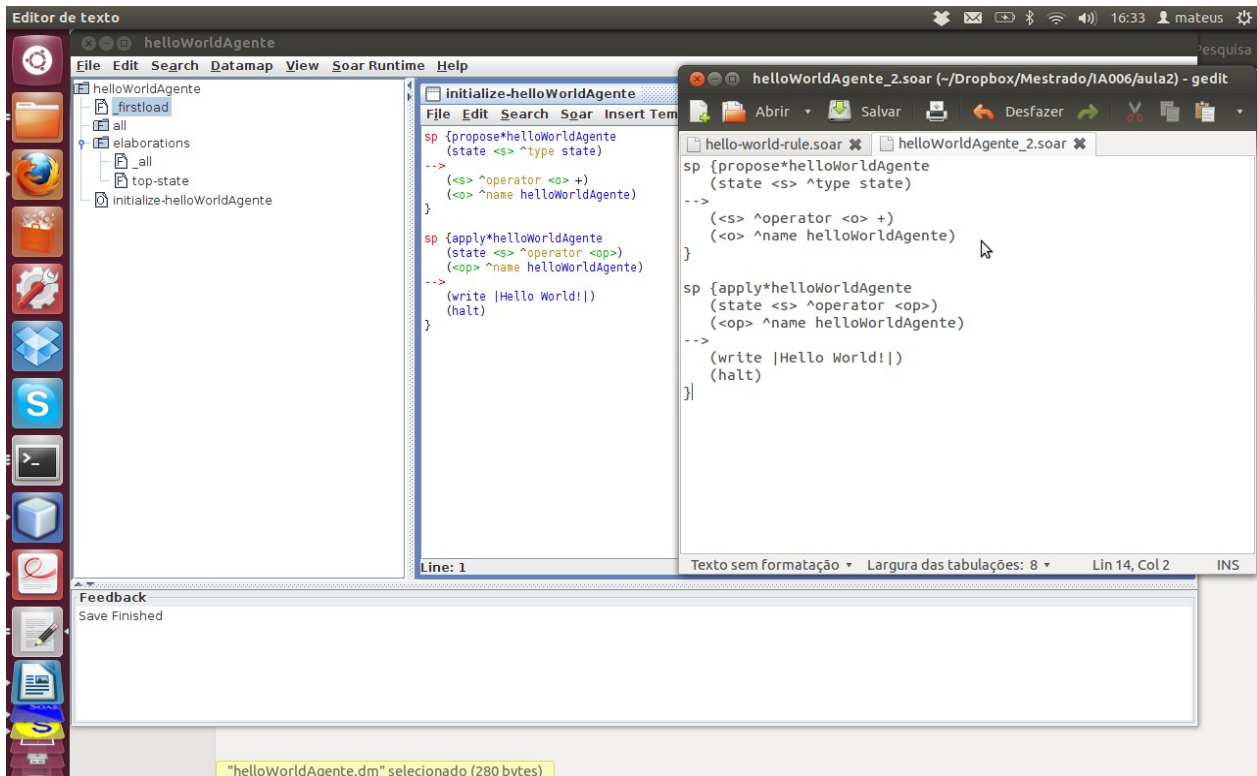 Editor de texto
16:33 mateus
helloWorldAgente
esquisa
File Edit Search Datamap View Soar Runtime Help
helloWorldAgente
_firstload
all
elaborations
_all
top-state
initialize-helloWorldAgente
initialize-helloWorldAgente
File Edit Search Soar Insert Tem
sp {propose*helloWorldAgente
(state <s> ^type state)
-->
(<s> ^operator <o> +)
(<o> ^name helloWorldAgente)
}
sp {apply*helloWorldAgente
(state <s> ^operator <op>)
(<op> ^name helloWorldAgente)
-->
(write |Hello World!|)
(halt)
}
Line: 1
helloWorldAgente_2.soar (~/Dropbox/Mestrado/IA006/aula2) - gedit
Abrir Salvar Desfazer
hello-world-rule.soar helloWorldAgente_2.soar
sp {propose*helloWorldAgente
(state <s> ^type state)
-->
(<s> ^operator <o> +)
(<o> ^name helloWorldAgente)
}
sp {apply*helloWorldAgente
(state <s> ^operator <op>)
(<op> ^name helloWorldAgente)
-->
(write |Hello World!|)
(halt)
}
Texto sem formatação Largura das tabulações: 8 Lin 14, Col 2 INS
Feedback
Save Finished
SOAR
S
"helloWorldAgente.dm" selecionado (280 bytes)